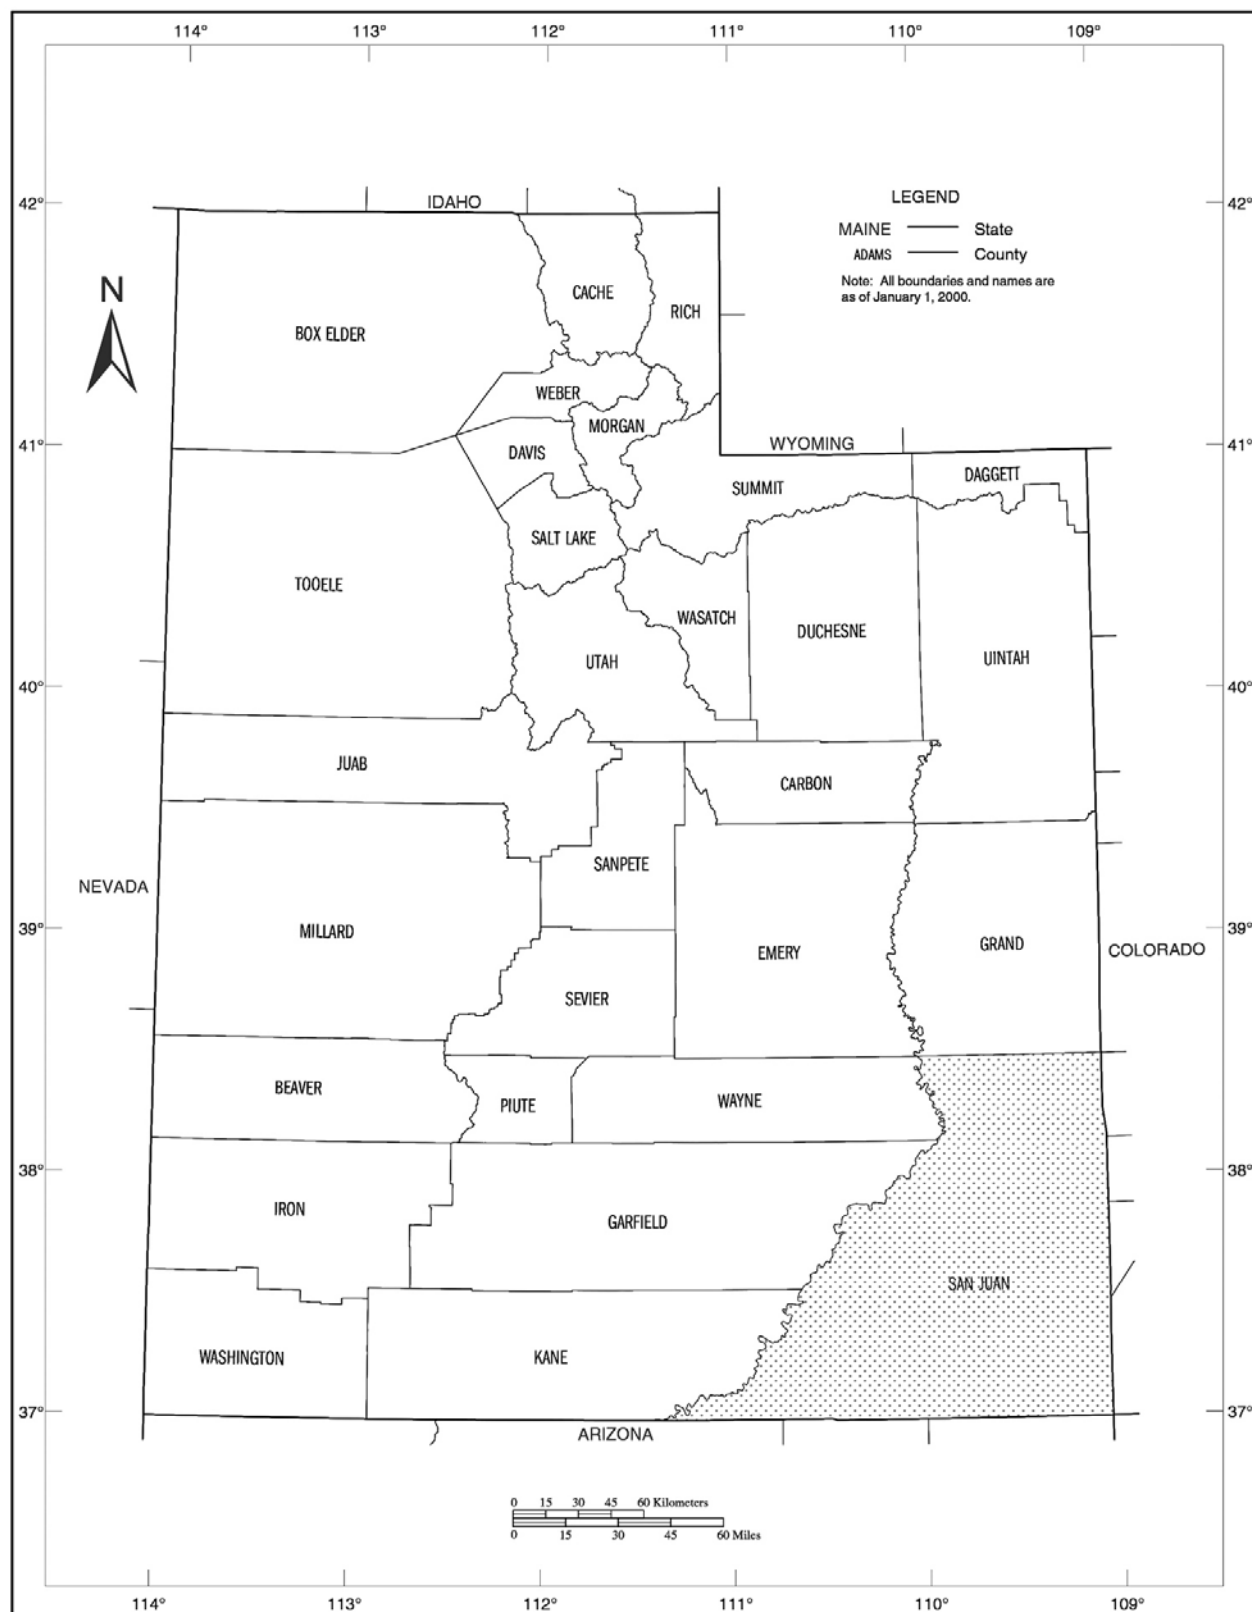 114° 113° 112° 111° 110° 109°
42° IDAHO 42°
LEGEND
MAINE State
ADAMS County
Note: All boundaries and names are
as of January 1, 2000.
N
CACHE
RICH
BOX ELDER
WEBER
MORGAN
41° WYOMING 41°
DAVIS
DAGGETT
SUMMIT
SALT LAKE
TOOELE
WASATCH
DUCHESNE
UTAH
UINTAH
40° 40°
JUAB
CARBON
SANPETE
NEVADA
39° MILLARD 39°
GRAND
EMERY
COLORADO
SEVIER
BEAVER
PIUTE
WAYNE
38° 38°
IRON
GARFIELD
SAN JUAN
WASHINGTON
KANE
37° 37°
ARIZONA
0 15 30 45 60 Kilometers
0 15 30 45 60 Miles
114° 113° 112° 111° 110° 109°